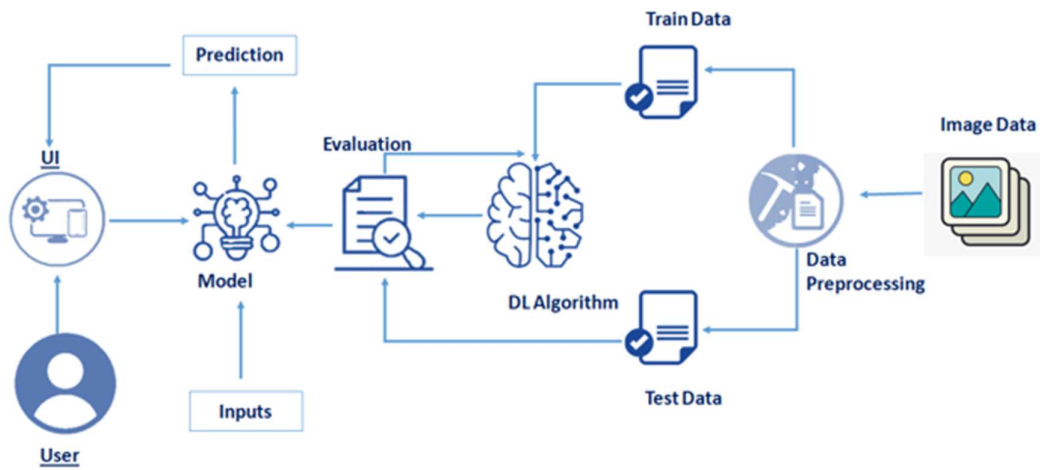 Train Data
Prediction
Image Data
Evaluation
UI
Model
Data
Preprocessing
DL Algorithm
Inputs
Test Data
User